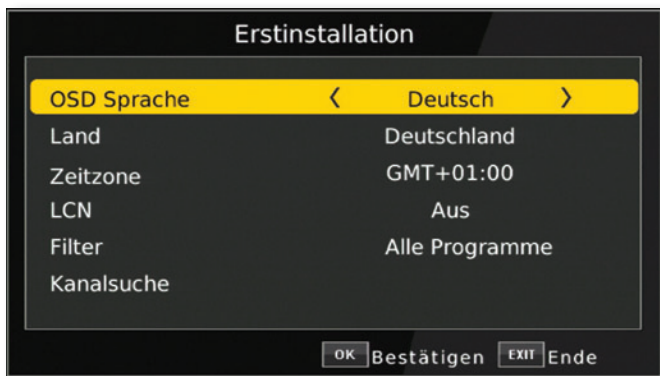 Erstinstallation
OSD Sprache < Deutsch >
Land Deutschland
Zeitzone GMT+01:00
LCN Aus
Filter Alle Programme
Kanalsuche
OK Bestätigen EXIT Ende